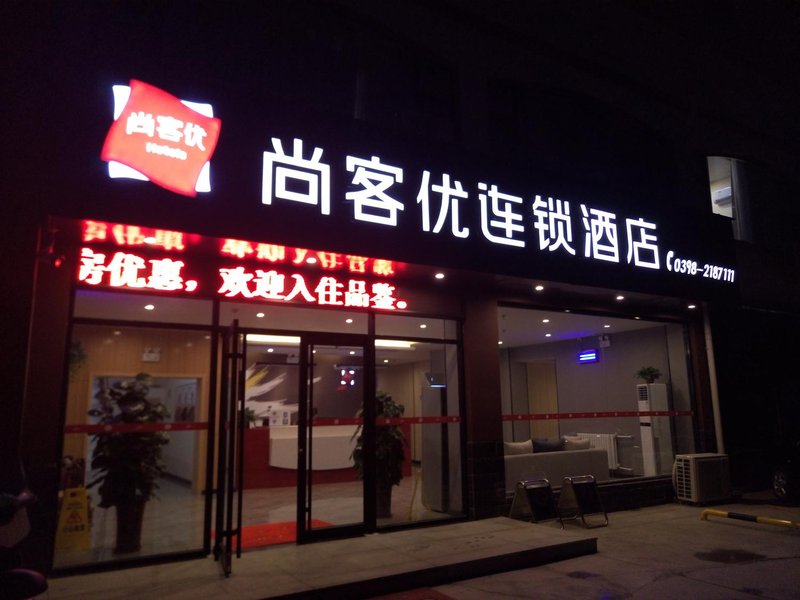 尚客优
Hotels
尚客优连锁酒店
0398-2187111
房优惠，欢迎入住品鉴。